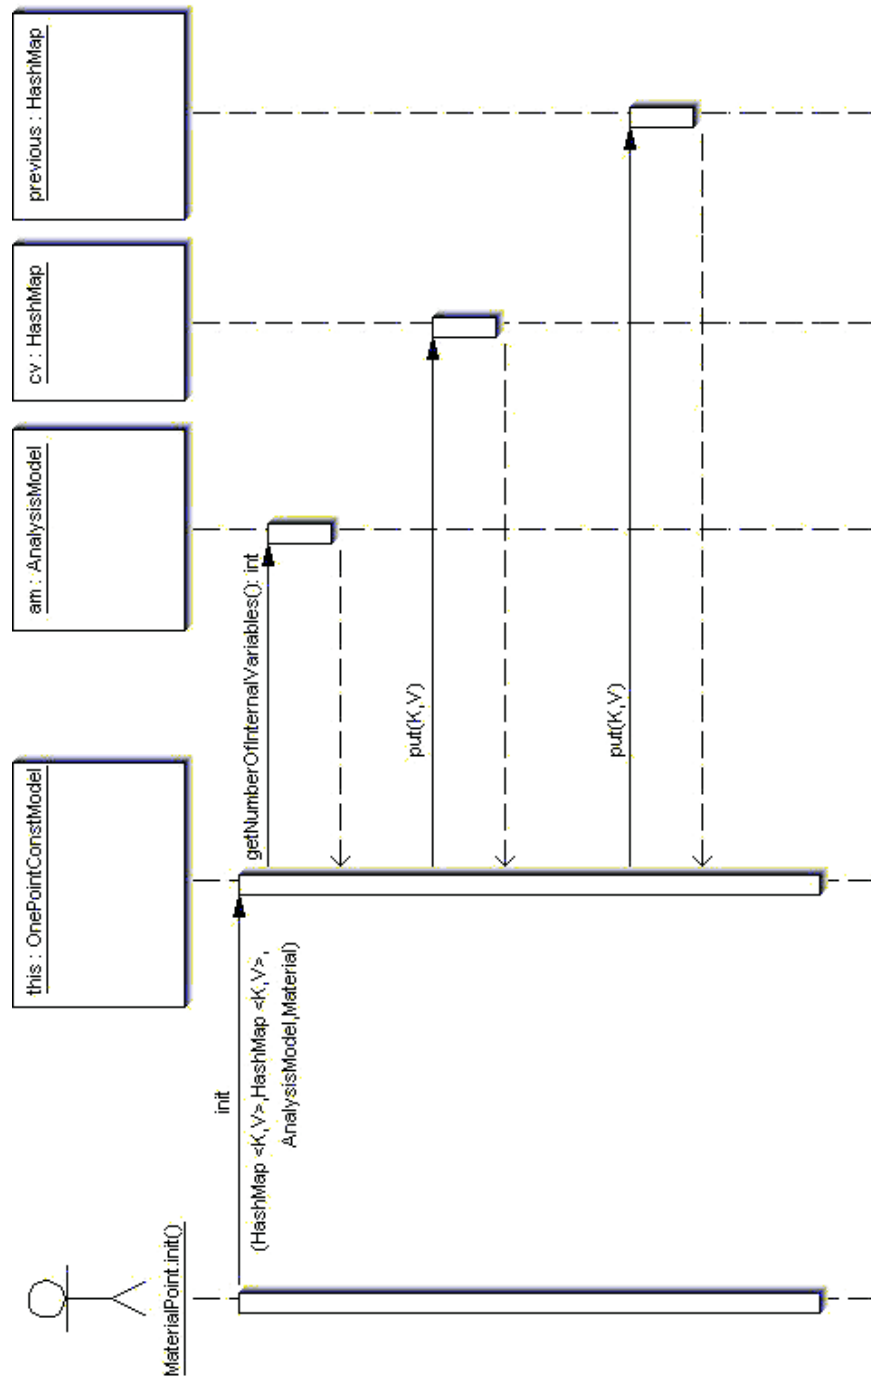 MaterialPoint.init()
this : OnePointConstModel
am : AnalysisModel
cv : HashMap
previous : HashMap
init
(HashMap <K,V>,HashMap <K,V>,
AnalysisModel,Material)
getNumberOfInternalVariables(): int
put(K,V)
put(K,V)